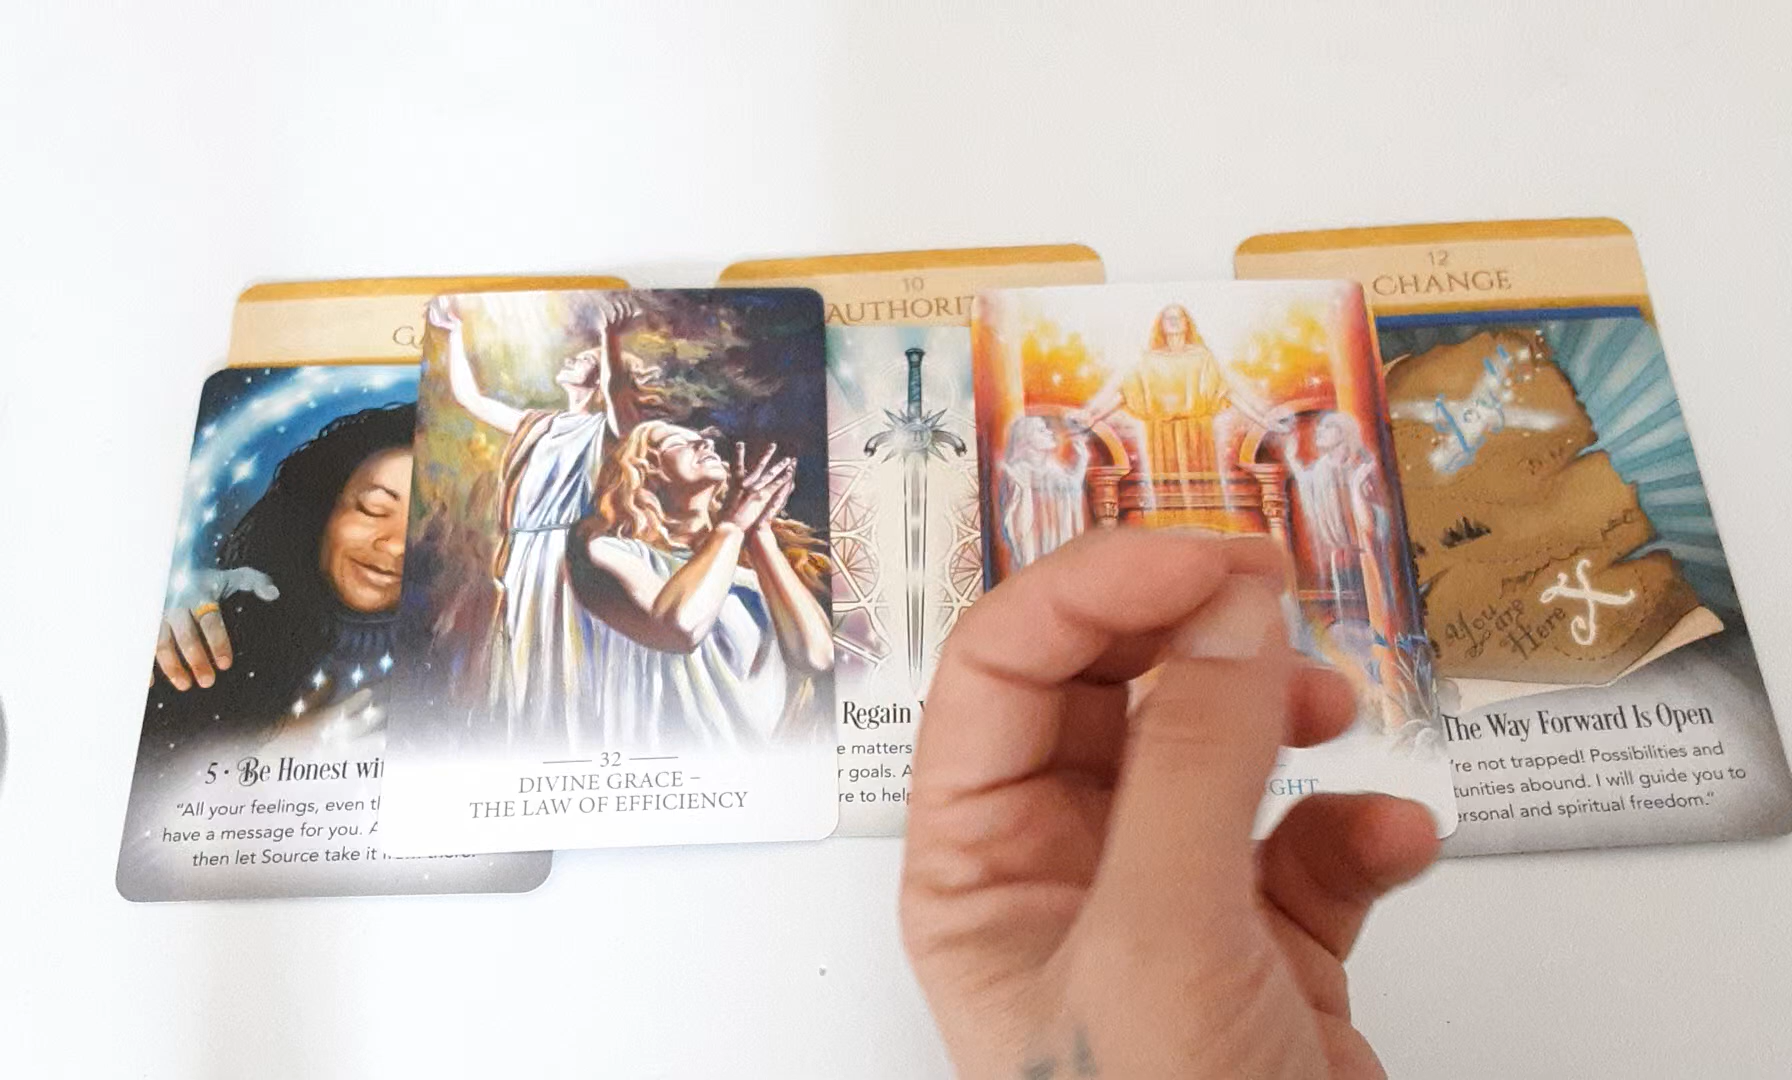 10
AUTHORI
12
CHANGE
Joy
You
are
Here
5 · Be Honest wi
"All your feelings, even
have a message for you.
then let Source take it
32
DIVINE GRACE –
THE LAW OF EFFICIENCY
Regain
e matters
r goals. A
re to help
GHT
The Way Forward Is Open
're not trapped! Possibilities and
tunities abound. I will guide you to
ersonal and spiritual freedom."